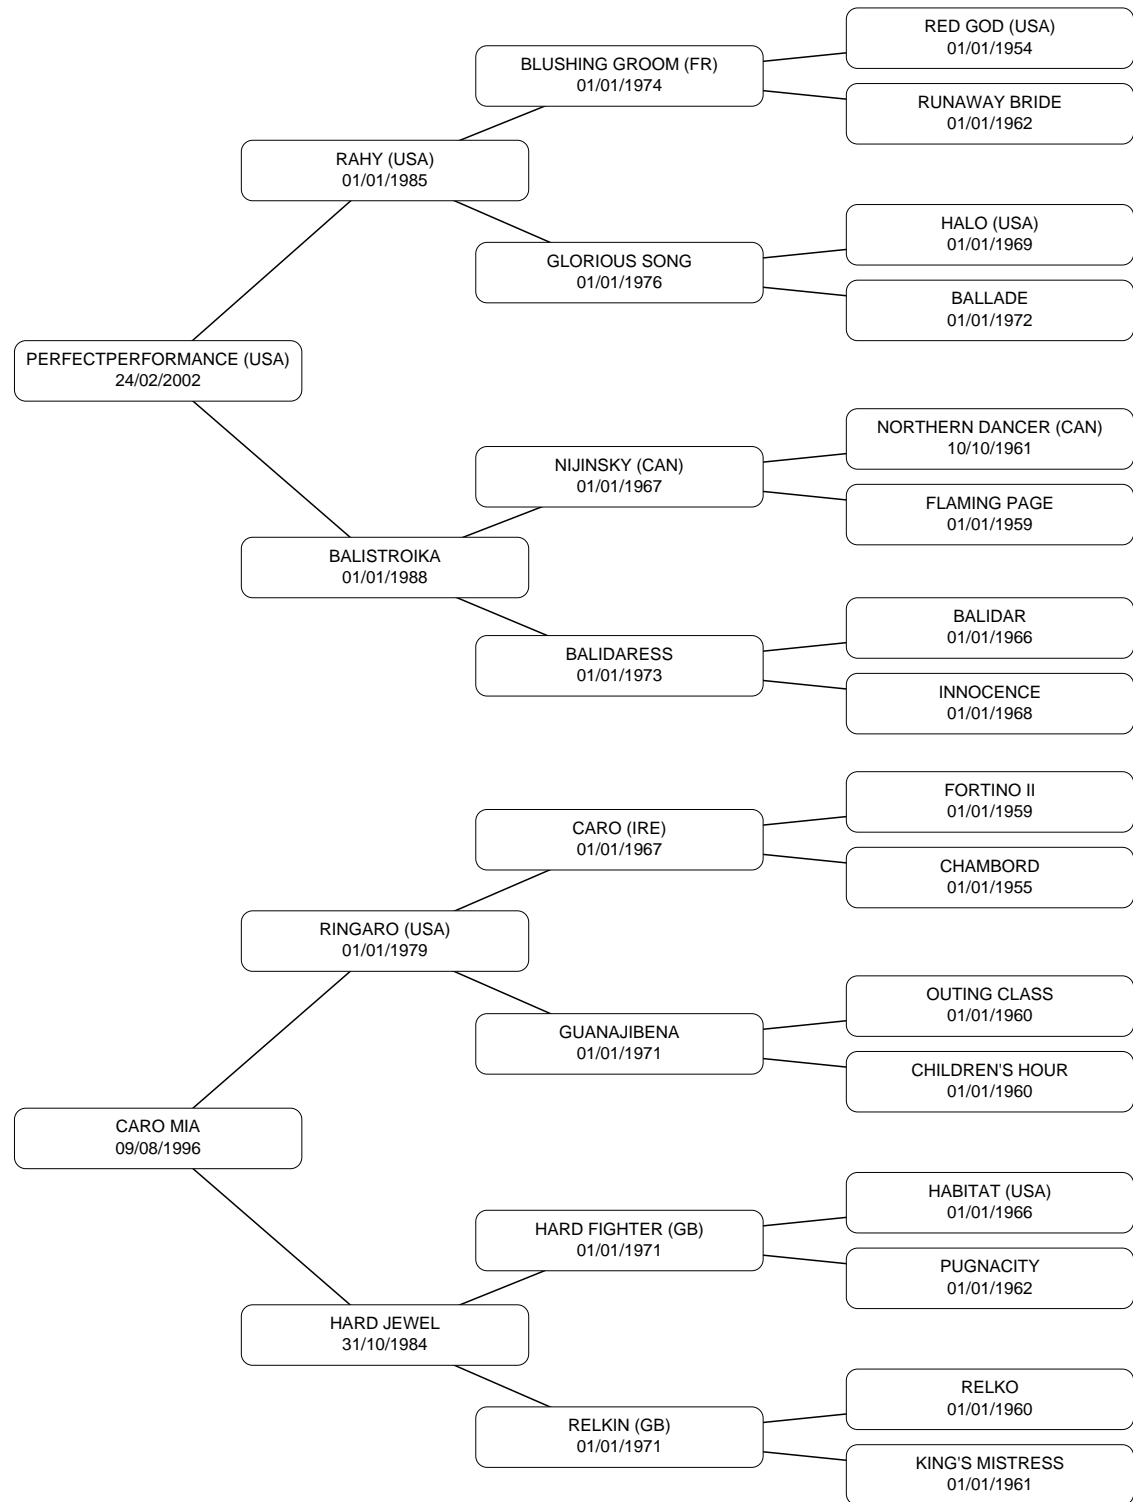 RED GOD (USA)
01/01/1954
BLUSHING GROOM (FR)
01/01/1974
RUNAWAY BRIDE
01/01/1962
RAHY (USA)
01/01/1985
HALO (USA)
01/01/1969
GLORIOUS SONG
01/01/1976
BALLADE
01/01/1972
PERFECTPERFORMANCE (USA)
24/02/2002
NORTHERN DANCER (CAN)
10/10/1961
NIJINSKY (CAN)
01/01/1967
FLAMING PAGE
01/01/1959
BALISTROIKA
01/01/1988
BALIDAR
01/01/1966
BALIDARESS
01/01/1973
INNOCENCE
01/01/1968
FORTINO II
01/01/1959
CARO (IRE)
01/01/1967
CHAMBORD
01/01/1955
RINGARO (USA)
01/01/1979
OUTING CLASS
01/01/1960
GUANAJIBENA
01/01/1971
CHILDREN'S HOUR
01/01/1960
CARO MIA
09/08/1996
HABITAT (USA)
01/01/1966
HARD FIGHTER (GB)
01/01/1971
PUGNACITY
01/01/1962
HARD JEWEL
31/10/1984
RELKO
01/01/1960
RELKIN (GB)
01/01/1971
KING'S MISTRESS
01/01/1961